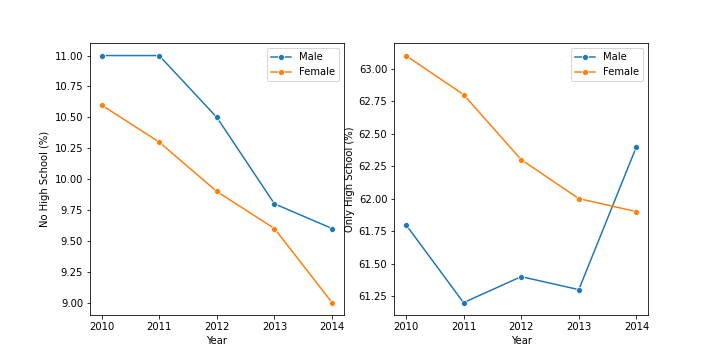 Male
Female
No High School (%)
11.00
10.75
10.50
10.25
10.00
9.75
9.50
9.25
9.00
2010 2011 2012 2013 2014
Year
Male
Female
Only High School (%)
63.00
62.75
62.50
62.25
62.00
61.75
61.50
61.25
2010 2011 2012 2013 2014
Year